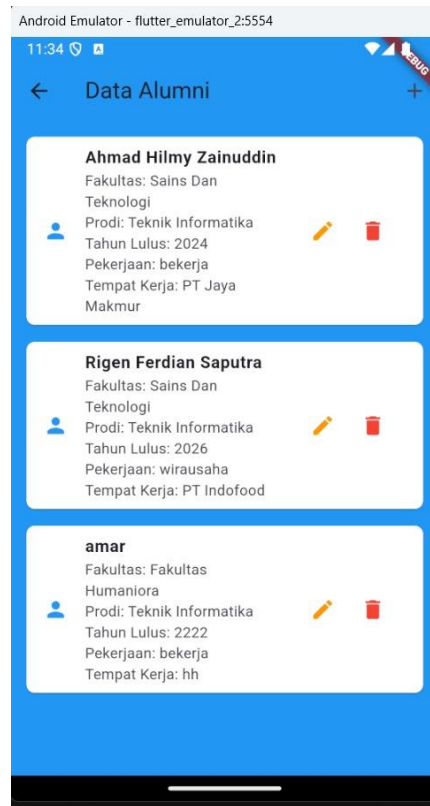 Android Emulator - flutter_emulator_2:5554
11:34
DEBUG
Data Alumni
Ahmad Hilmy Zainuddin
Fakultas: Sains Dan
Teknologi
Prodi: Teknik Informatika
Tahun Lulus: 2024
Pekerjaan: bekerja
Tempat Kerja: PT Jaya
Makmur
Rigen Ferdian Saputra
Fakultas: Sains Dan
Teknologi
Prodi: Teknik Informatika
Tahun Lulus: 2026
Pekerjaan: wirausaha
Tempat Kerja: PT Indofood
amar
Fakultas: Fakultas
Humaniora
Prodi: Teknik Informatika
Tahun Lulus: 2222
Pekerjaan: bekerja
Tempat Kerja: hh